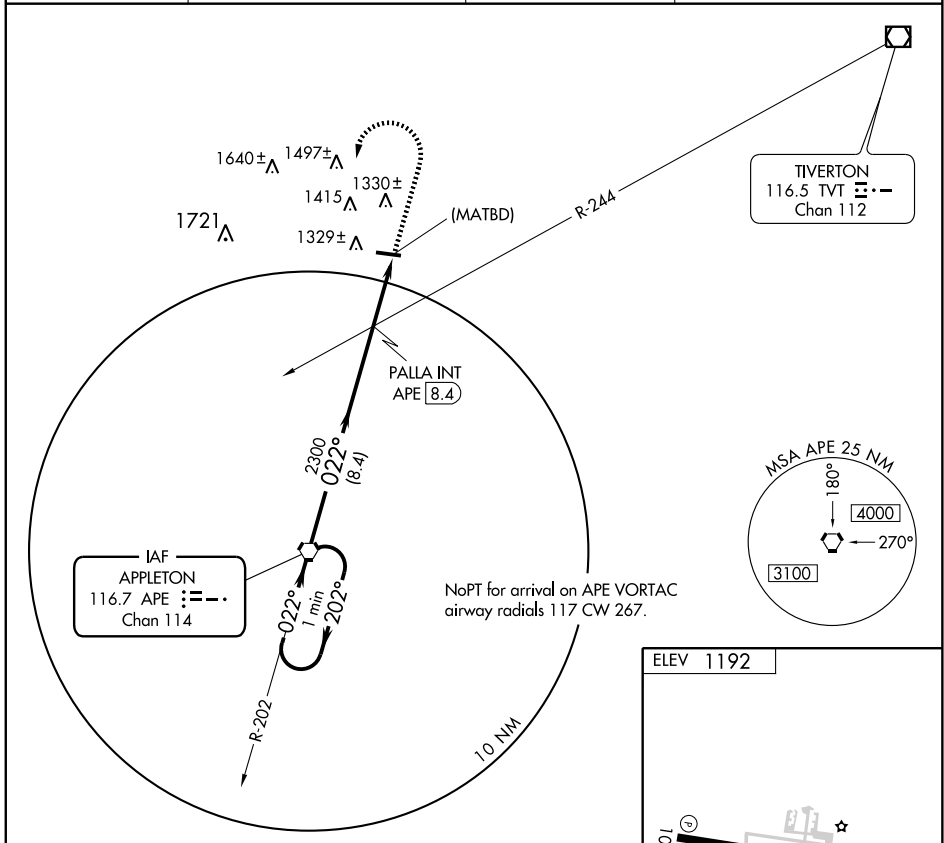 1640± 1497±
1415 1330±
1721
1329±
(MATBD)
R-244
TIVERTON
116.5 TVT
Chan 112
PALLA INT
APE 8.4
2300
022°
(8.4)
IAF
APPLETON
116.7 APE
Chan 114
022°
1 min
202°
R-202
10 NM
NoPT for arrival on APE VORTAC
airway radials 117 CW 267.
MSA APE 25 NM
180°
4000
270°
3100
ELEV 1192
P
10